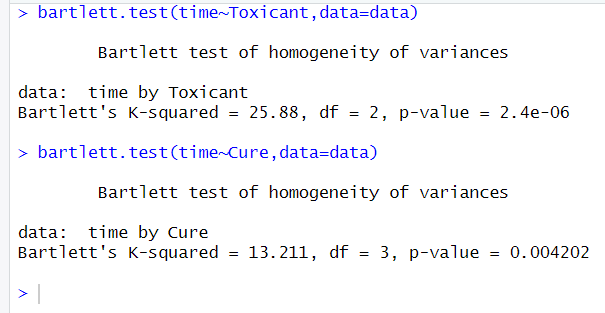 > bartlett.test(time~Toxicant,data=data)
Bartlett test of homogeneity of variances
data:  time by Toxicant
Bartlett's K-squared = 25.88, df = 2, p-value = 2.4e-06
> bartlett.test(time~Cure,data=data)
Bartlett test of homogeneity of variances
data:  time by Cure
Bartlett's K-squared = 13.211, df = 3, p-value = 0.004202
>